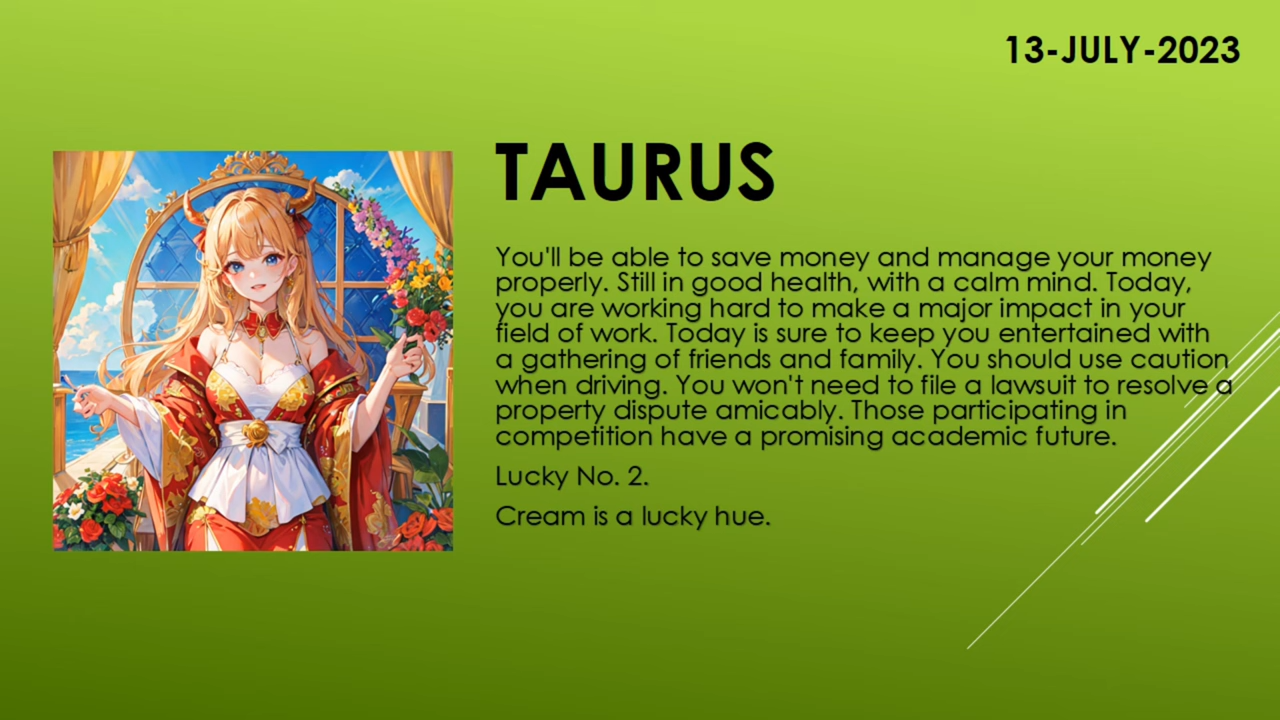 13-JULY-2023
TAURUS
You'll be able to save money and manage your money
properly. Still in good health, with a calm mind. Today,
you are working hard to make a major impact in your
field of work. Today is sure to keep you entertained with
a gathering of friends and family. You should use caution
when driving. You won't need to file a lawsuit to resolve a
property dispute amicably. Those participating in
competition have a promising academic future.
Lucky No. 2.
Cream is a lucky hue.